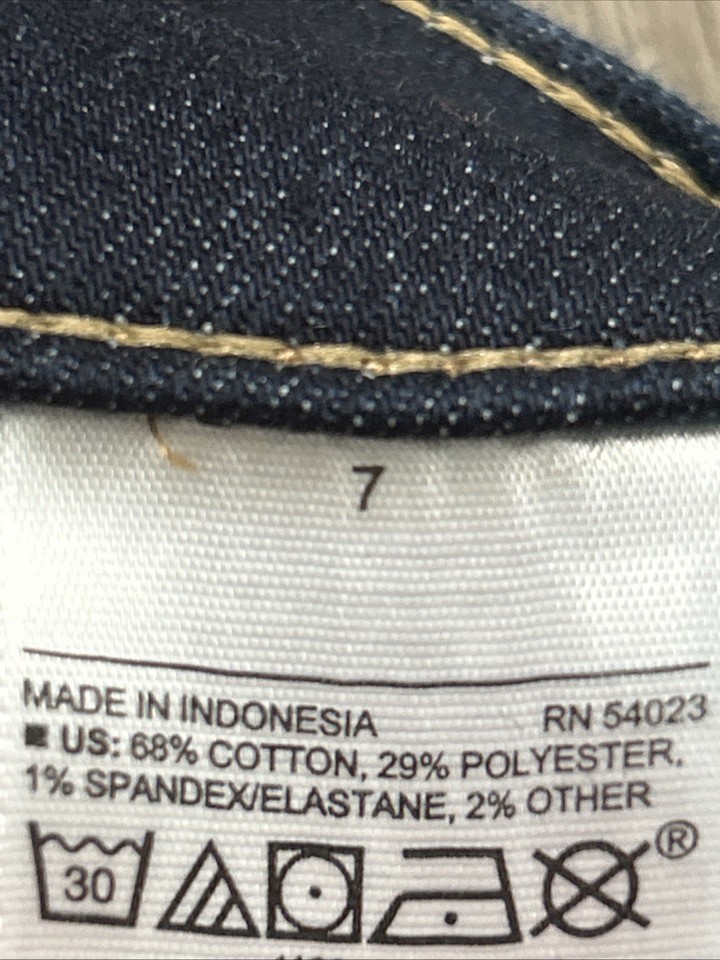 7
MADE IN INDONESIA RN 54023
■ US: 68% COTTON, 29% POLYESTER,
1% SPANDEX/ELASTANE, 2% OTHER
30 ®